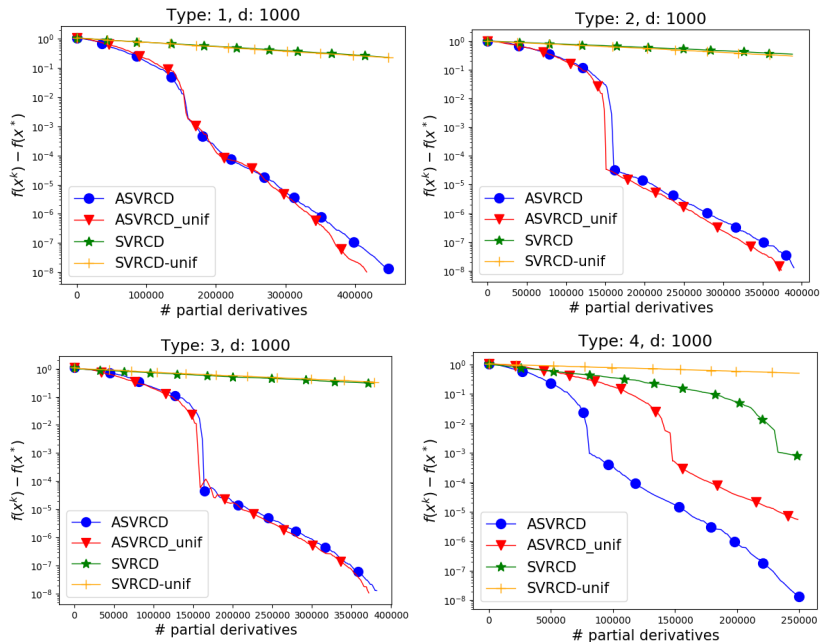 Type: 1, d: 1000
f(x^k) − f(x^*)
10^0
10^-1
10^-2
10^-3
10^-4
10^-5
10^-6
10^-7
10^-8
ASVRCD
ASVRCD_unif
SVRCD
SVRCD-unif
0 100000 200000 300000 400000
# partial derivatives
Type: 2, d: 1000
f(x^k) − f(x^*)
10^0
10^-1
10^-2
10^-3
10^-4
10^-5
10^-6
10^-7
10^-8
ASVRCD
ASVRCD_unif
SVRCD
SVRCD-unif
0 50000 100000 150000 200000 250000 300000 350000 400000
# partial derivatives
Type: 3, d: 1000
f(x^k) − f(x^*)
10^0
10^-1
10^-2
10^-3
10^-4
10^-5
10^-6
10^-7
10^-8
ASVRCD
ASVRCD_unif
SVRCD
SVRCD-unif
0 50000 100000 150000 200000 250000 300000 350000 400000
# partial derivatives
Type: 4, d: 1000
f(x^k) − f(x^*)
10^0
10^-1
10^-2
10^-3
10^-4
10^-5
10^-6
10^-7
10^-8
ASVRCD
ASVRCD_unif
SVRCD
SVRCD-unif
0 50000 100000 150000 200000 250000
# partial derivatives